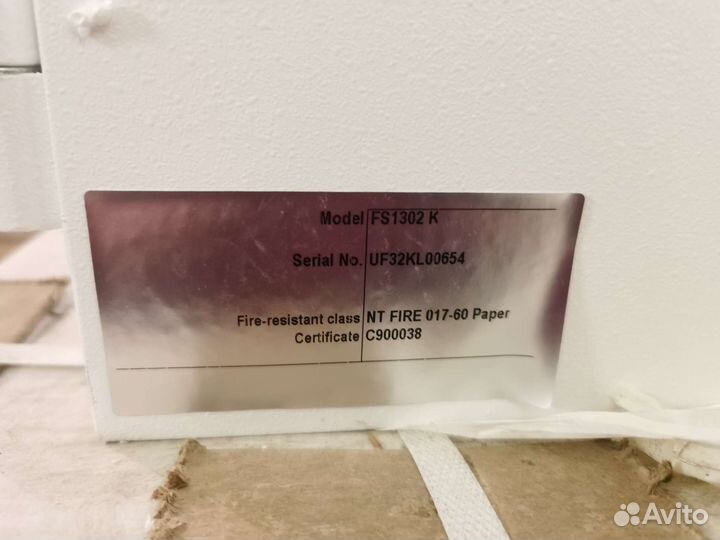 Model FS1302 K
Serial No. UF32KL00654
Fire-resistant class NT FIRE 017-60 Paper
Certificate C900038
Avito